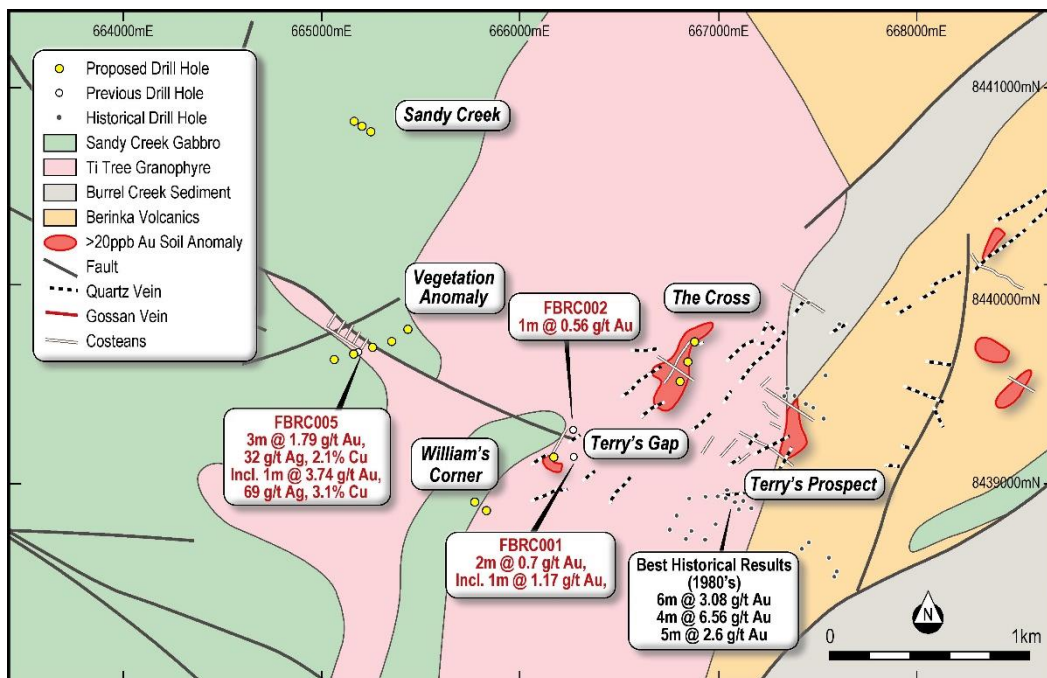 664000mE
665000mE
666000mE
667000mE
668000mE
Proposed Drill Hole
Previous Drill Hole
Historical Drill Hole
Sandy Creek Gabbro
Ti Tree Granophyre
Burrel Creek Sediment
Berinka Volcanics
>20ppb Au Soil Anomaly
Fault
Quartz Vein
Gossan Vein
Costeans
8441000mN
Sandy Creek
Vegetation
Anomaly
FBRC002
1m @ 0.56 g/t Au
The Cross
8440000mN
FBRC005
3m @ 1.79 g/t Au,
32 g/t Ag, 2.1% Cu
Incl. 1m @ 3.74 g/t Au,
69 g/t Ag, 3.1% Cu
William's
Corner
Terry's Gap
Terry's Prospect
8439000mN
FBRC001
2m @ 0.7 g/t Au,
Incl. 1m @ 1.17 g/t Au,
Best Historical Results
(1980's)
6m @ 3.08 g/t Au
4m @ 6.56 g/t Au
5m @ 2.6 g/t Au
N
0
1km